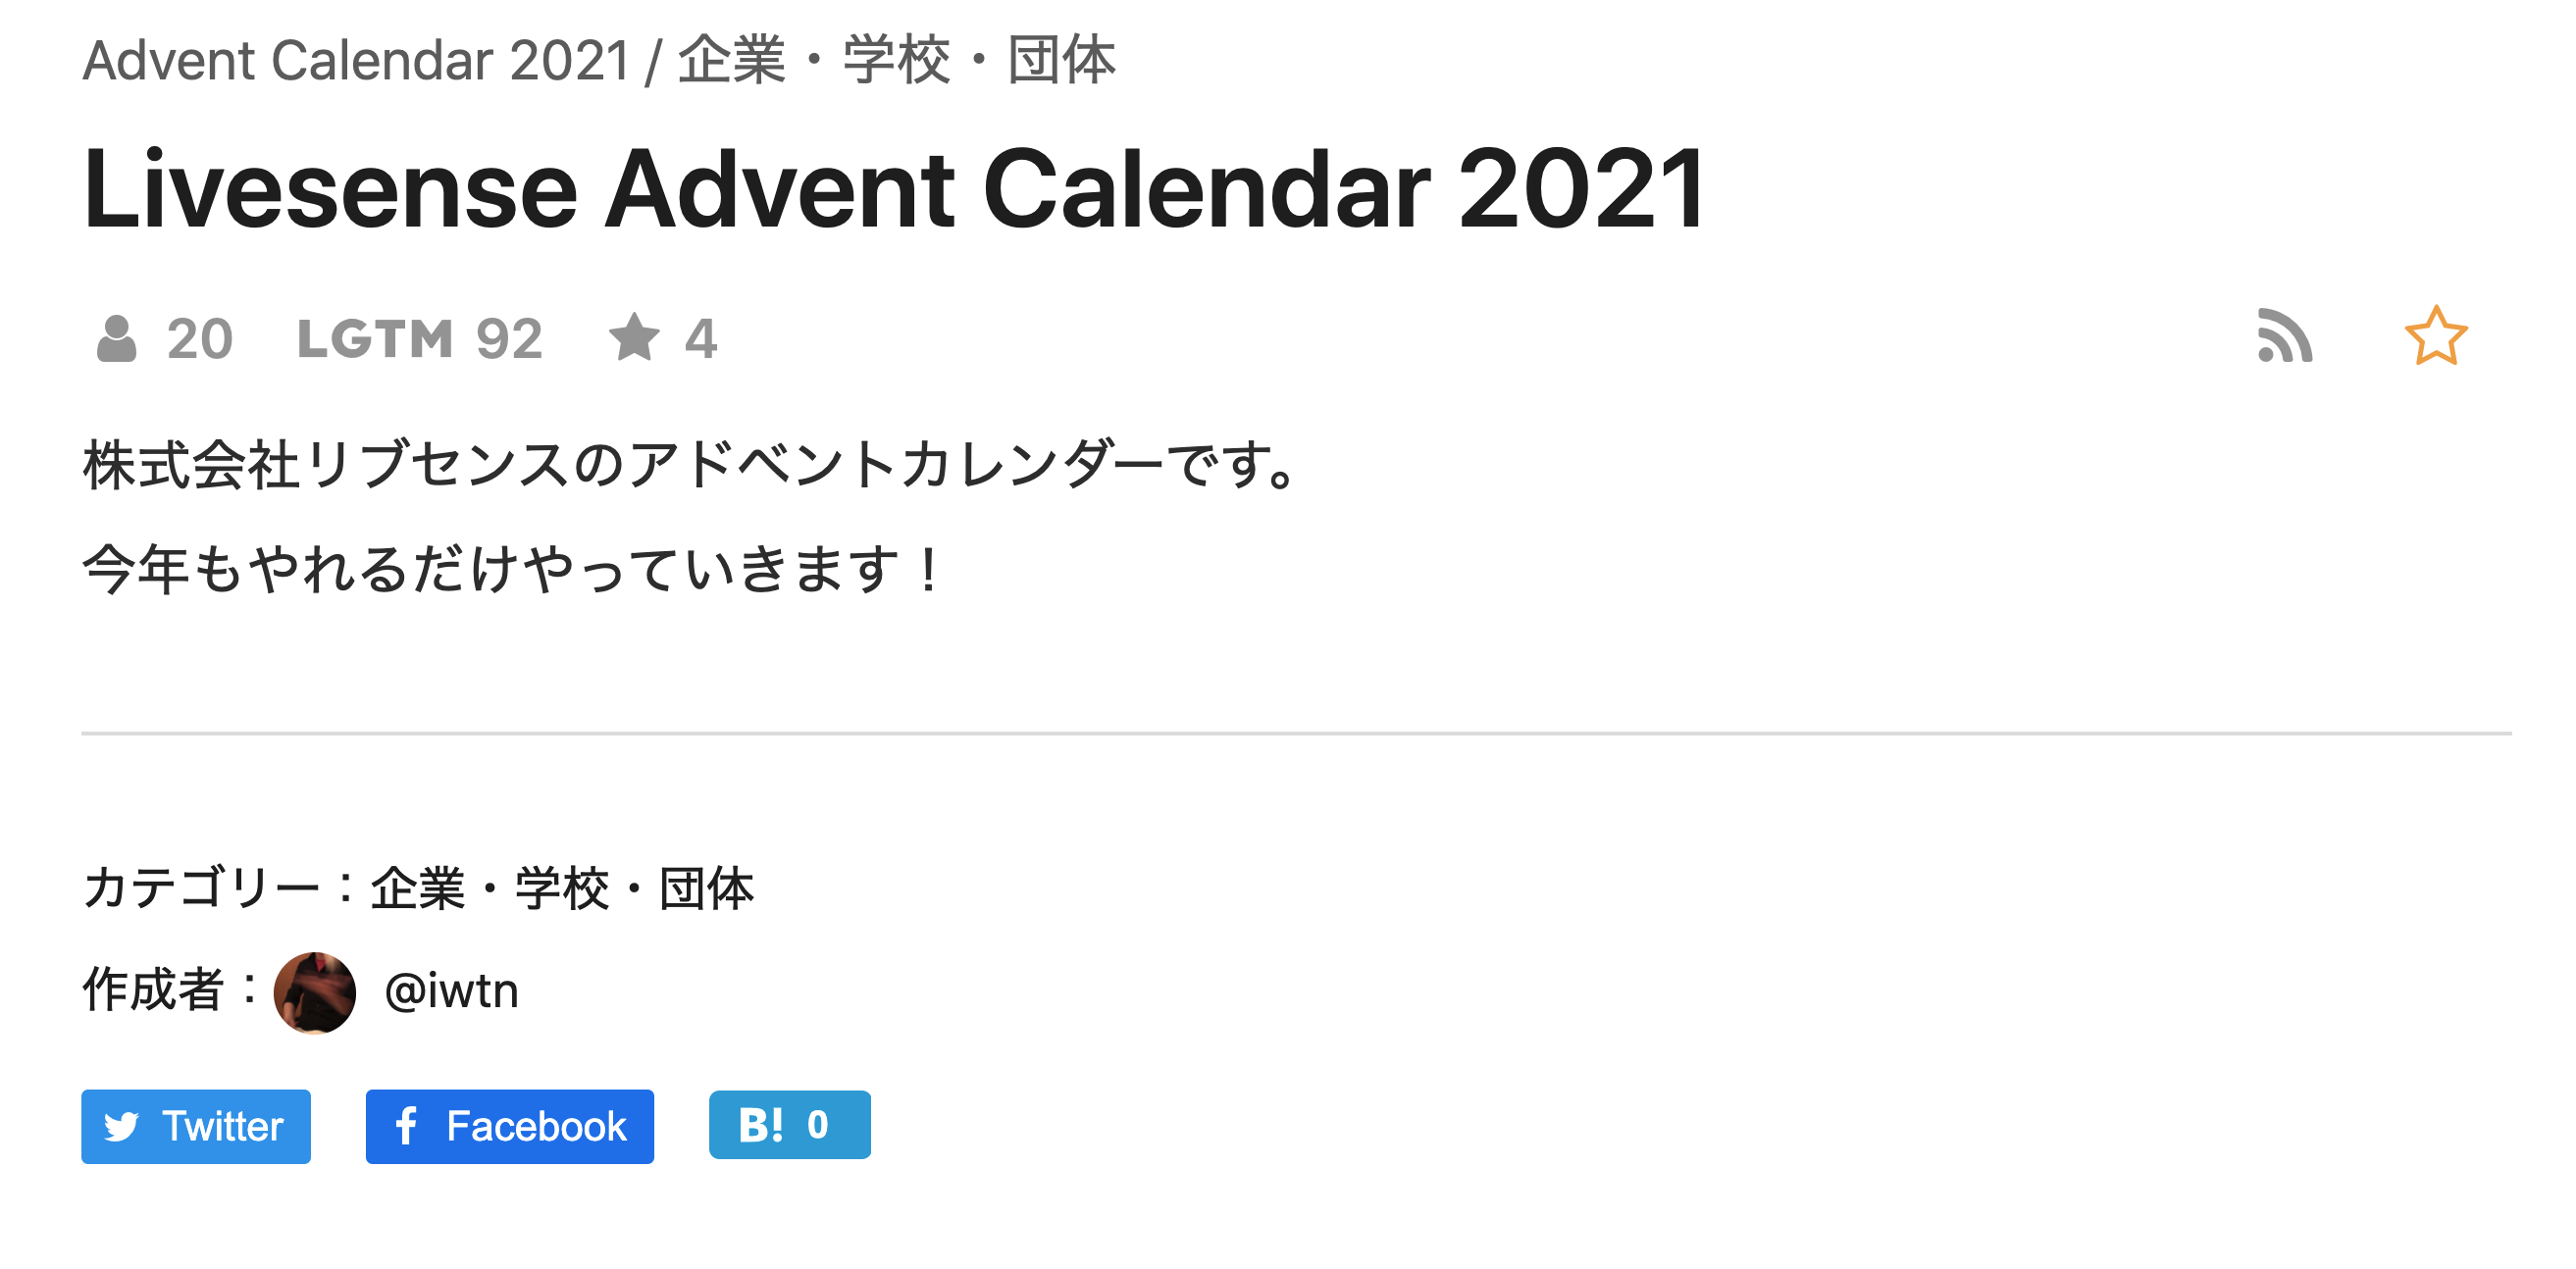 Advent Calendar 2021 / 企業・学校・団体
Livesense Advent Calendar 2021
20 LGTM 92 4
株式会社リブセンスのアドベントカレンダーです。
今年もやれるだけやっていきます！
カテゴリー：企業・学校・団体
作成者： @iwtn
Twitter Facebook B! 0